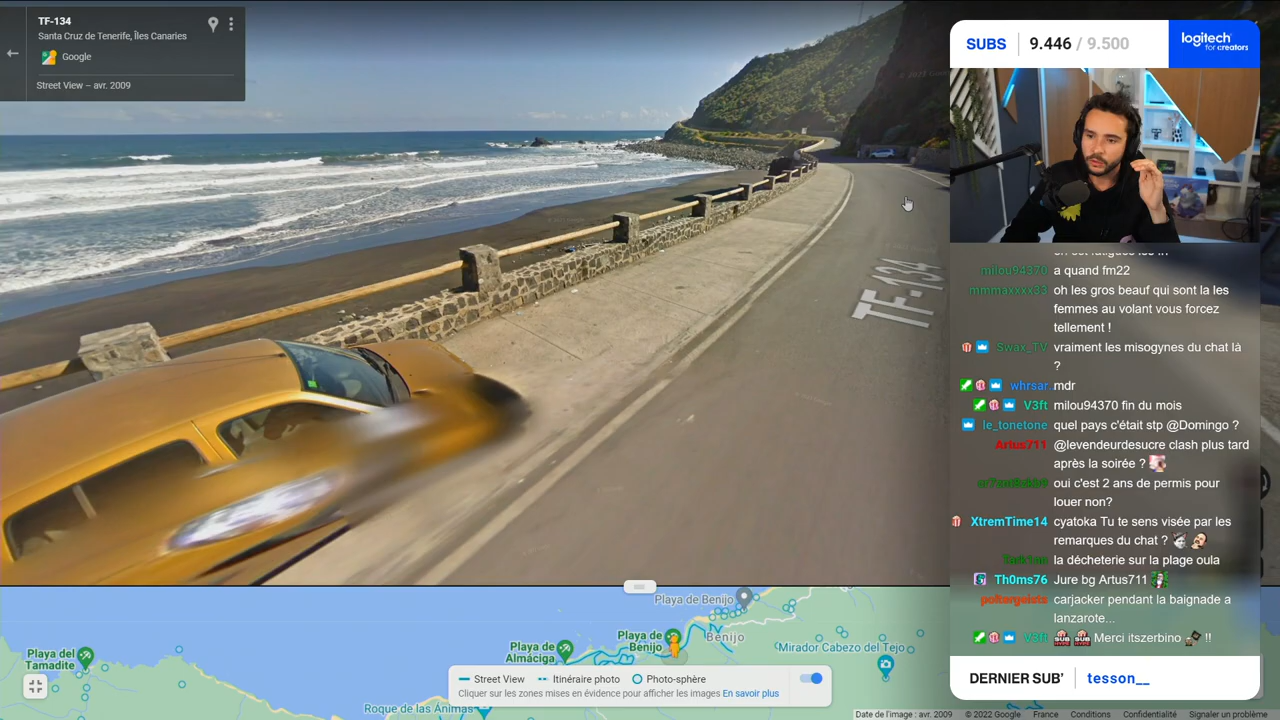 TF-134
Santa Cruz de Tenerife, Îles Canaries
Google
Street View – avr. 2009
TF-134
SUBS 9.446 / 9.500
logitech
for creators
milou94370 a quand fm22
mmmaxxxx33 oh les gros beauf qui sont la les
femmes au volant vous forcez
tellement !
Swax_TV vraiment les misogynes du chat là
?
whrsar mdr
V3ft milou94370 fin du mois
le_tonetone quel pays c'était stp @Domingo ?
Artus711 @levendeurdesucre clash plus tard
après la soirée ?
oui c'est 2 ans de permis pour
louer non?
XtremTime14 cyatoka Tu te sens visée par les
remarques du chat ?
la décheterie sur la plage oula
Th0ms76 Jure bg Artus711
poltergeists carjacker pendant la baignade a
lanzarote...
V3ft Merci itszerbino !!
DERNIER SUB' tesson__
Playa de Benijo
Playa del
Tamadite
Playa de
Almáciga
Playa de
Benijo
Benijo
Mirador Cabezo del Tejo
Roque de las Ánimas
Street View Itinéraire photo Photo-sphère
Cliquer sur les zones mises en évidence pour afficher les images En savoir plus
Date de l'image : avr. 2009 © 2022 Google France Conditions Confidentialité Signaler un problème